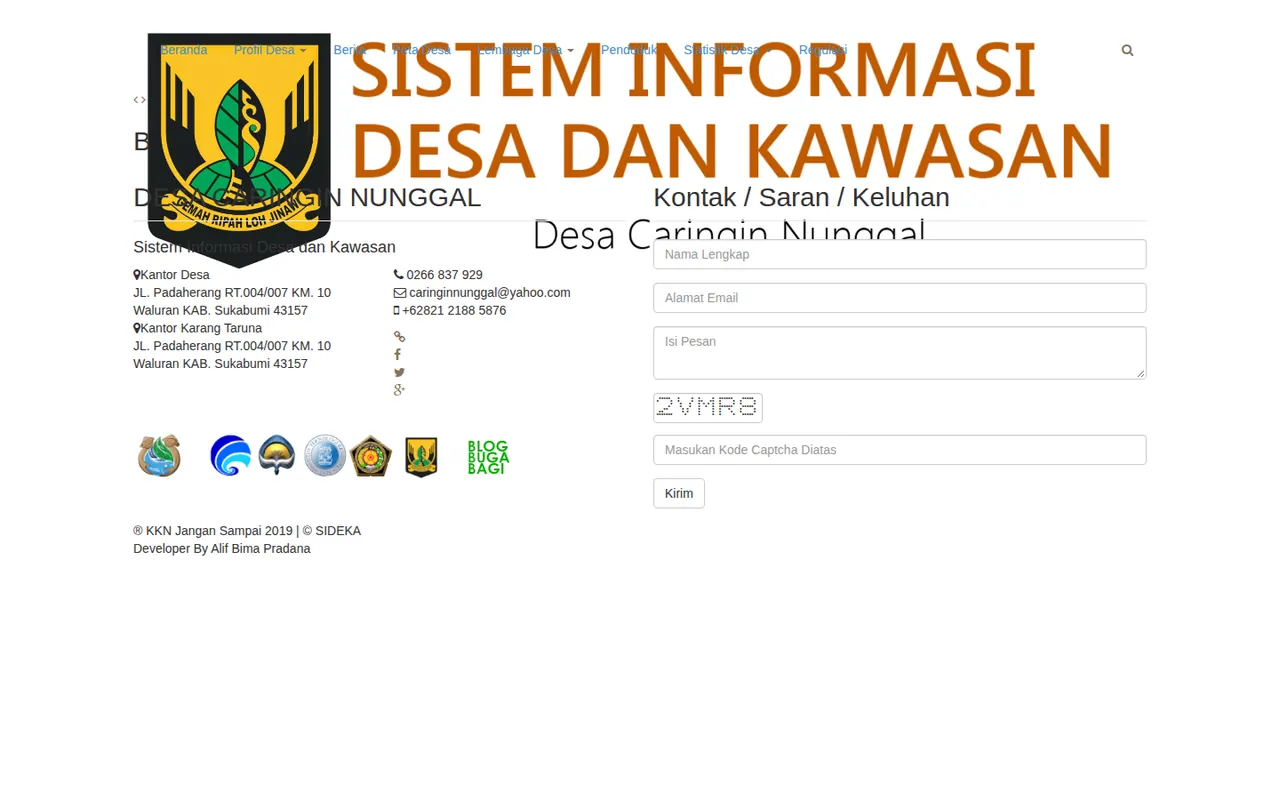 Beranda Profil Desa Berita Peta Desa Lembaga Desa Penduduk Statistik Desa Regulasi
SISTEM INFORMASI
DESA DAN KAWASAN
DESA CARINGIN NUNGGAL
GEMAH RIPAH LOH JINAWI
Desa Caringin Nunggal
Sistem Informasi Desa dan Kawasan
Kantor Desa
JL. Padaherang RT.004/007 KM. 10
Waluran KAB. Sukabumi 43157
Kantor Karang Taruna
JL. Padaherang RT.004/007 KM. 10
Waluran KAB. Sukabumi 43157
0266 837 929
caringinnunggal@yahoo.com
+62821 2188 5876
BLOG
BUGA
BAGI
® KKN Jangan Sampai 2019 | © SIDEKA
Developer By Alif Bima Pradana
Kontak / Saran / Keluhan
Nama Lengkap
Alamat Email
Isi Pesan
2VMR8
Masukan Kode Captcha Diatas
Kirim